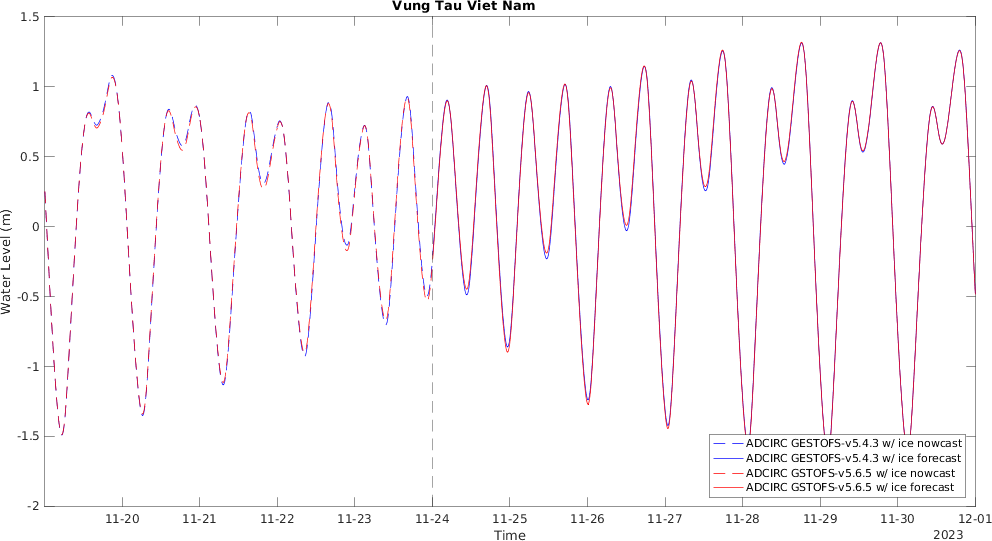 Vung Tau Viet Nam
1.5
1
0.5
0
-0.5
-1
-1.5
-2
Water Level (m)
ADCIRC GESTOFS-v5.4.3 w/ ice nowcast
ADCIRC GESTOFS-v5.4.3 w/ ice forecast
ADCIRC GSTOFS-v5.6.5 w/ ice nowcast
ADCIRC GSTOFS-v5.6.5 w/ ice forecast
11-20 11-21 11-22 11-23 11-24 11-25 11-26 11-27 11-28 11-29 11-30 12-01
Time
2023